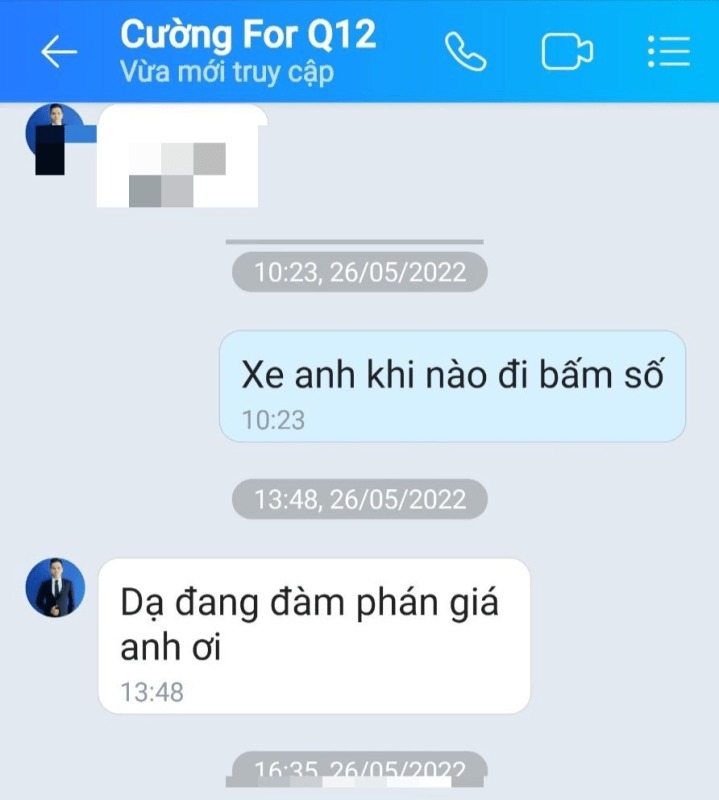 Cường For Q12
Vừa mới truy cập
10:23, 26/05/2022
Xe anh khi nào đi bấm số
10:23
13:48, 26/05/2022
Dạ đang đàm phán giá
anh ơi
13:48
16:35, 26/05/2022